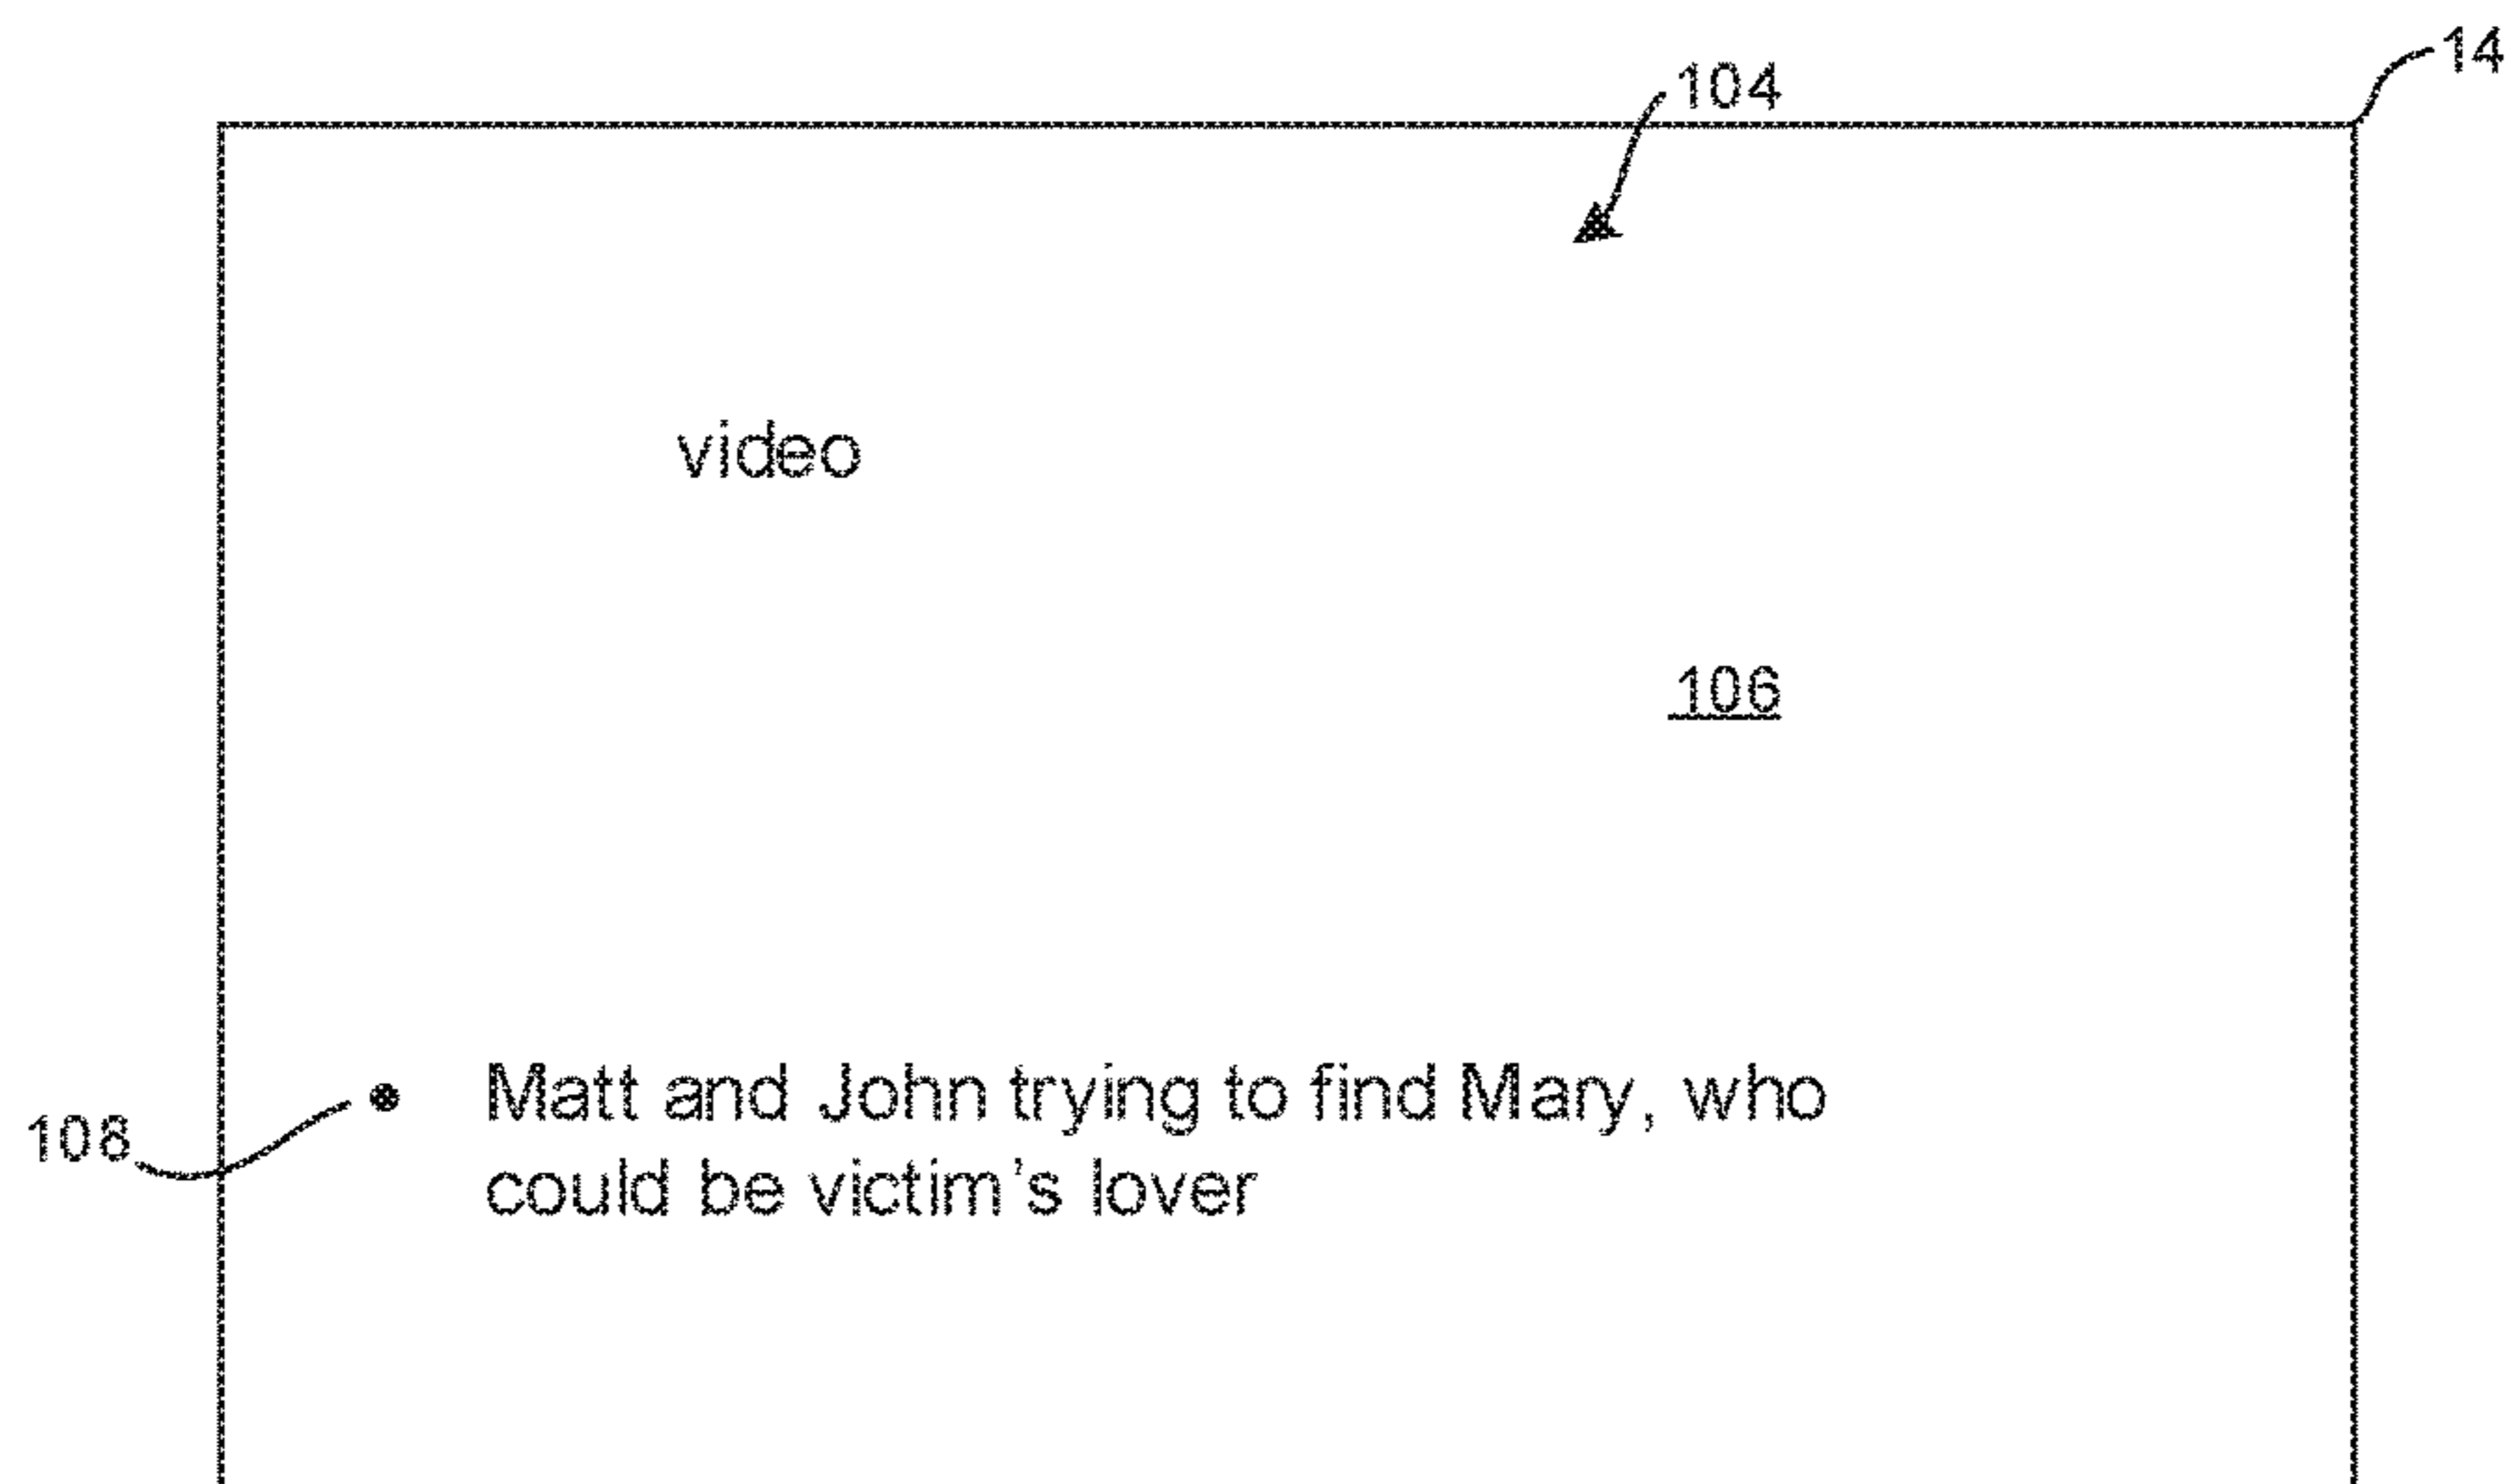 14
104
video
106
• Matt and John trying to find Mary, who
could be victim's lover
108